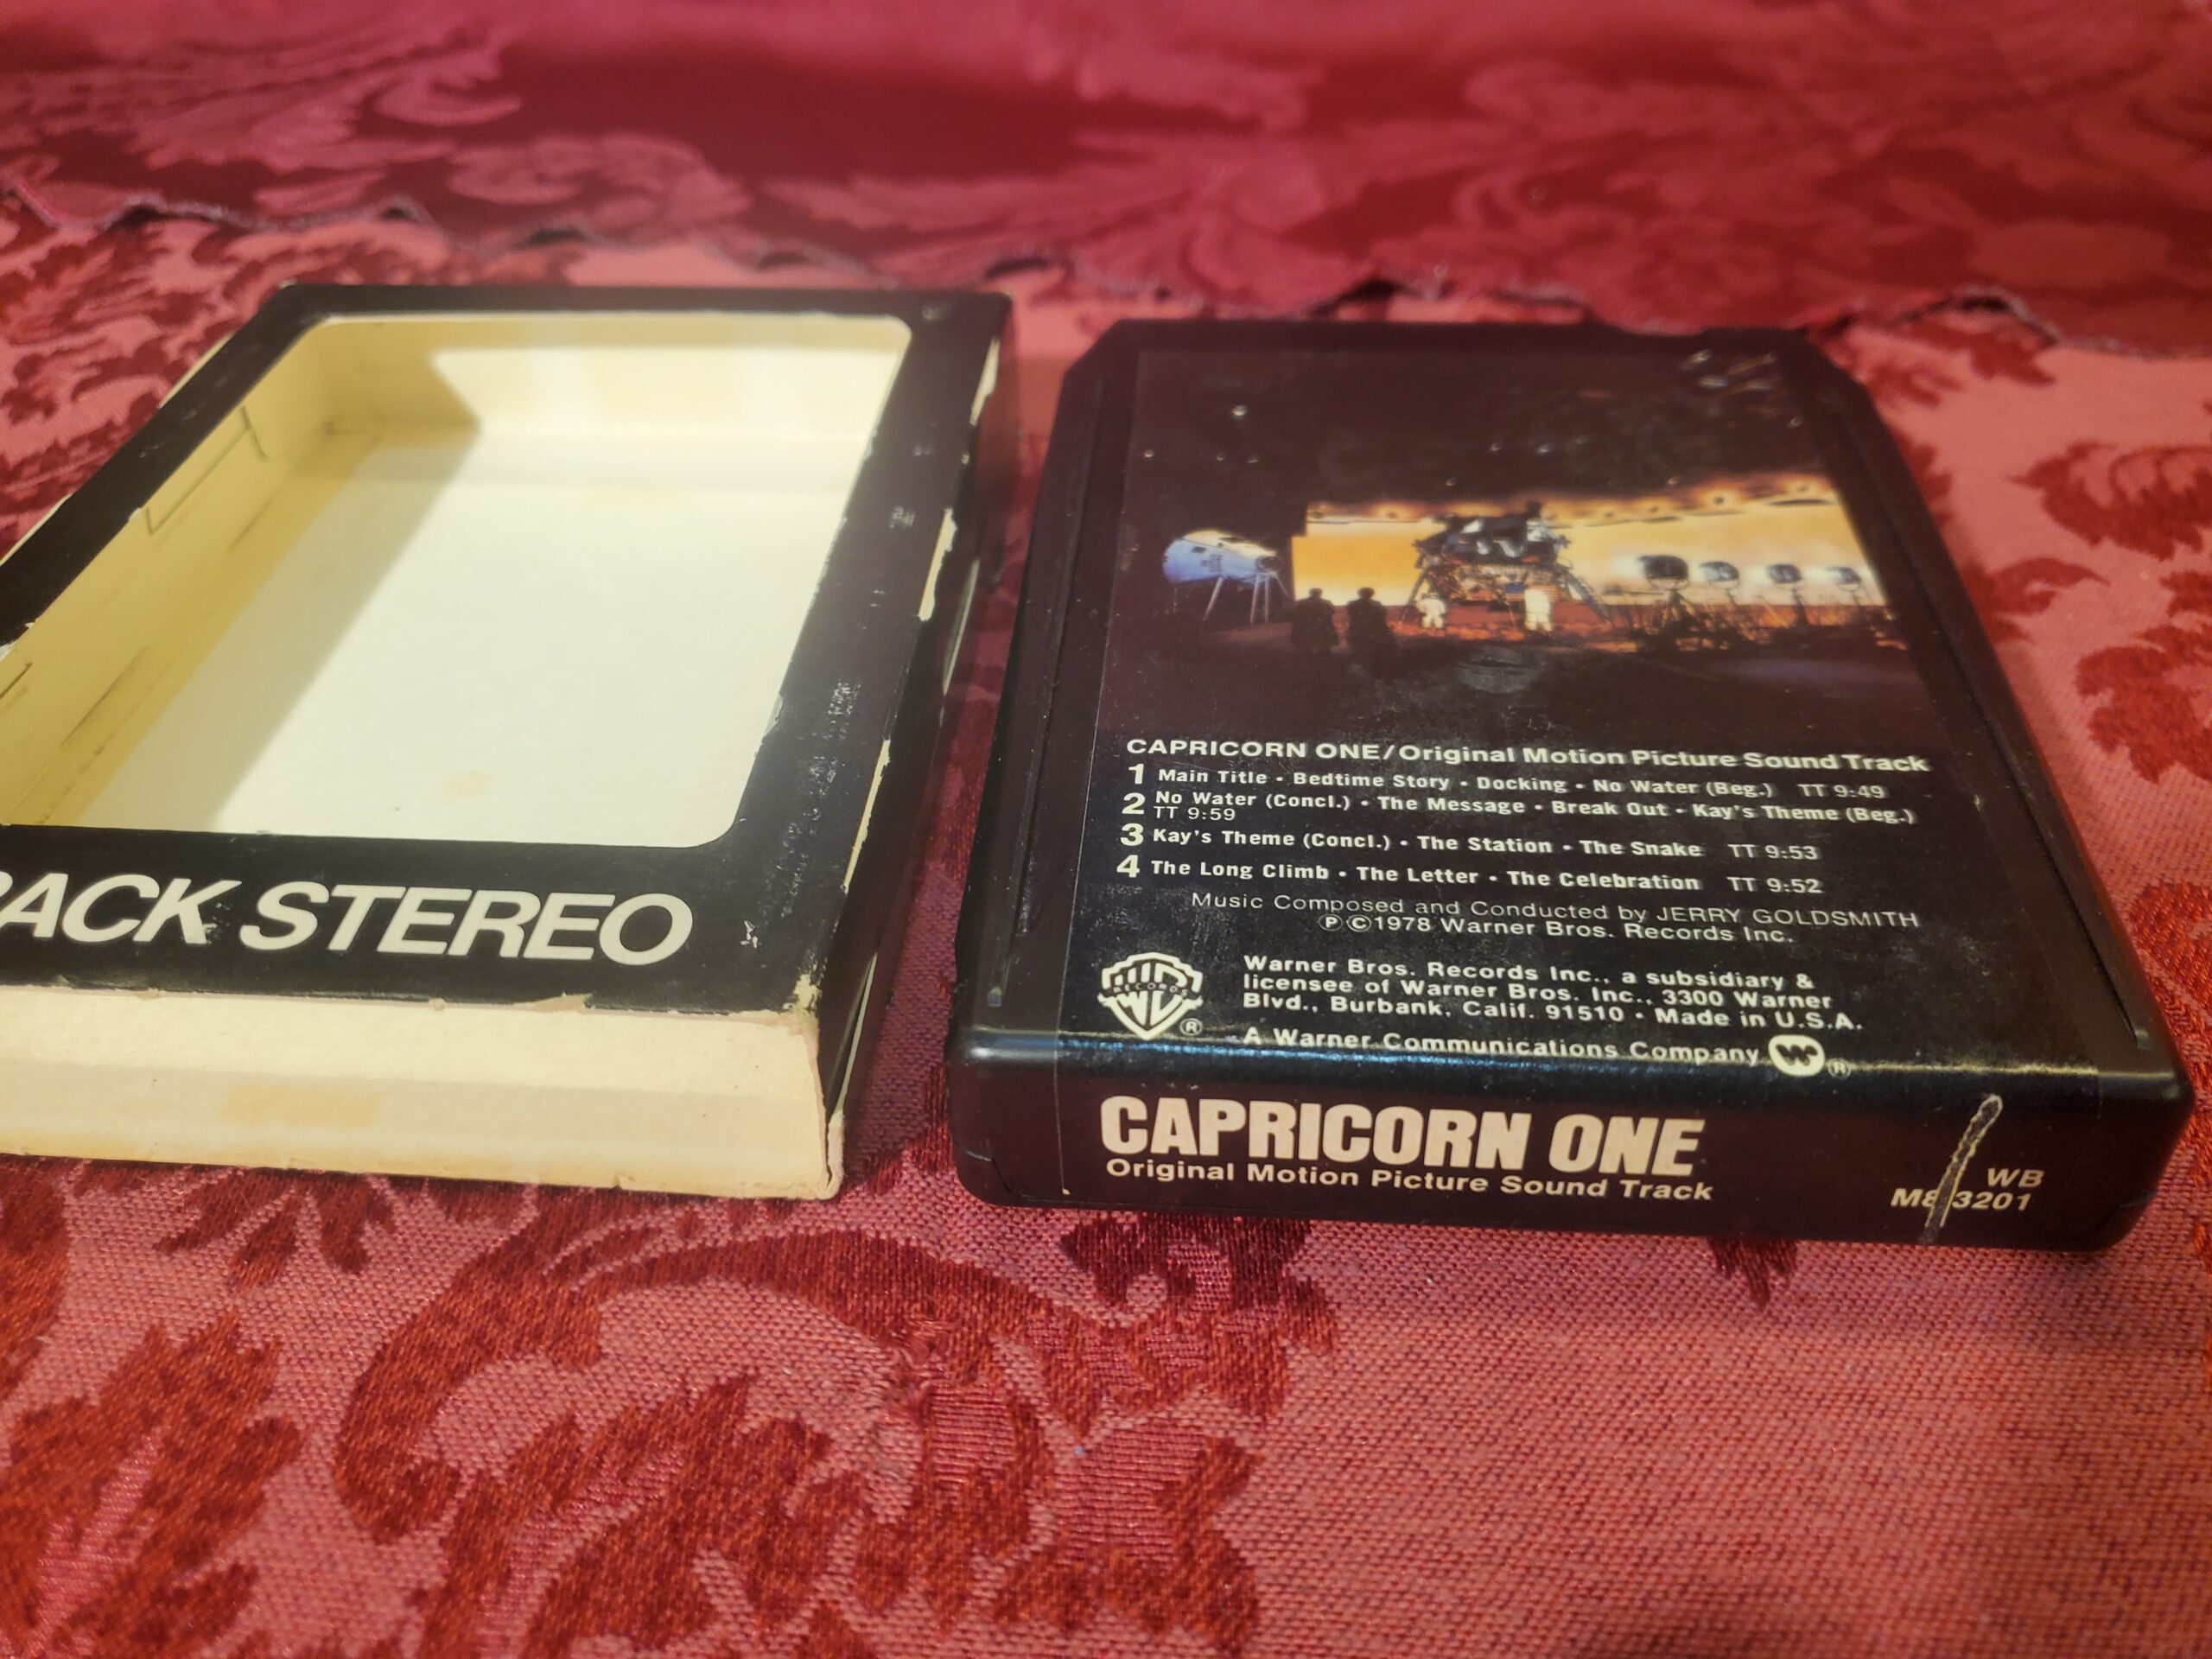 ACK STEREO
CAPRICORN ONE/Original Motion Picture Sound Track
1 Main Title • Bedtime Story • Docking • No Water (Beg.) TT 9:49
2 No Water (Concl.) • The Message • Break Out • Kay's Theme (Beg.)
TT 9:59
3 Kay's Theme (Concl.) • The Station • The Snake TT 9:53
4 The Long Climb • The Letter • The Celebration TT 9:52
Music Composed and Conducted by JERRY GOLDSMITH
Ⓟ©1978 Warner Bros. Records Inc.
WB
RECORDS
®
Warner Bros. Records Inc., a subsidiary &
licensee of Warner Bros. Inc., 3300 Warner
Blvd., Burbank, Calif. 91510 • Made in U.S.A.
A Warner Communications Company
W ®
CAPRICORN ONE
Original Motion Picture Sound Track
WB
M8 3201